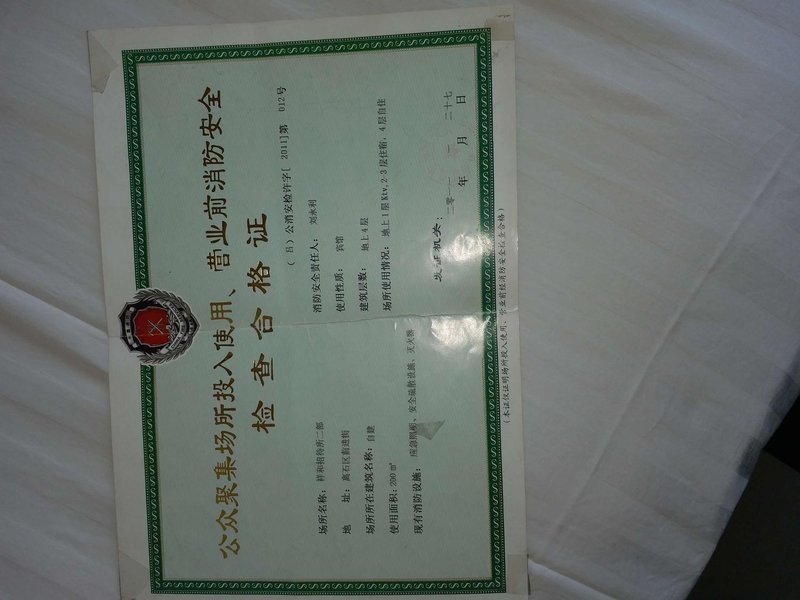 公众聚集场所投入使用、营业前消防安全
检查合格证
(吕)公消安检许字[ 2011]第 012号
场所名称: 祥和招待所二部
地 址: 离石区前进街
场所所在建筑名称: 自建
使用面积: 200 m²
现有消防设施: 应急照明、安全疏散设施、灭火器
消防安全责任人: 刘永利
使用性质: 宾馆
建筑层数: 地上4层
场所使用情况: 地上1层Ktv, 2-3 层住宿, 4层自住
发证机关:
二零一一 年 月 二十七 日
(本证仅证明场所投入使用、营业前经消防安全检查合格)